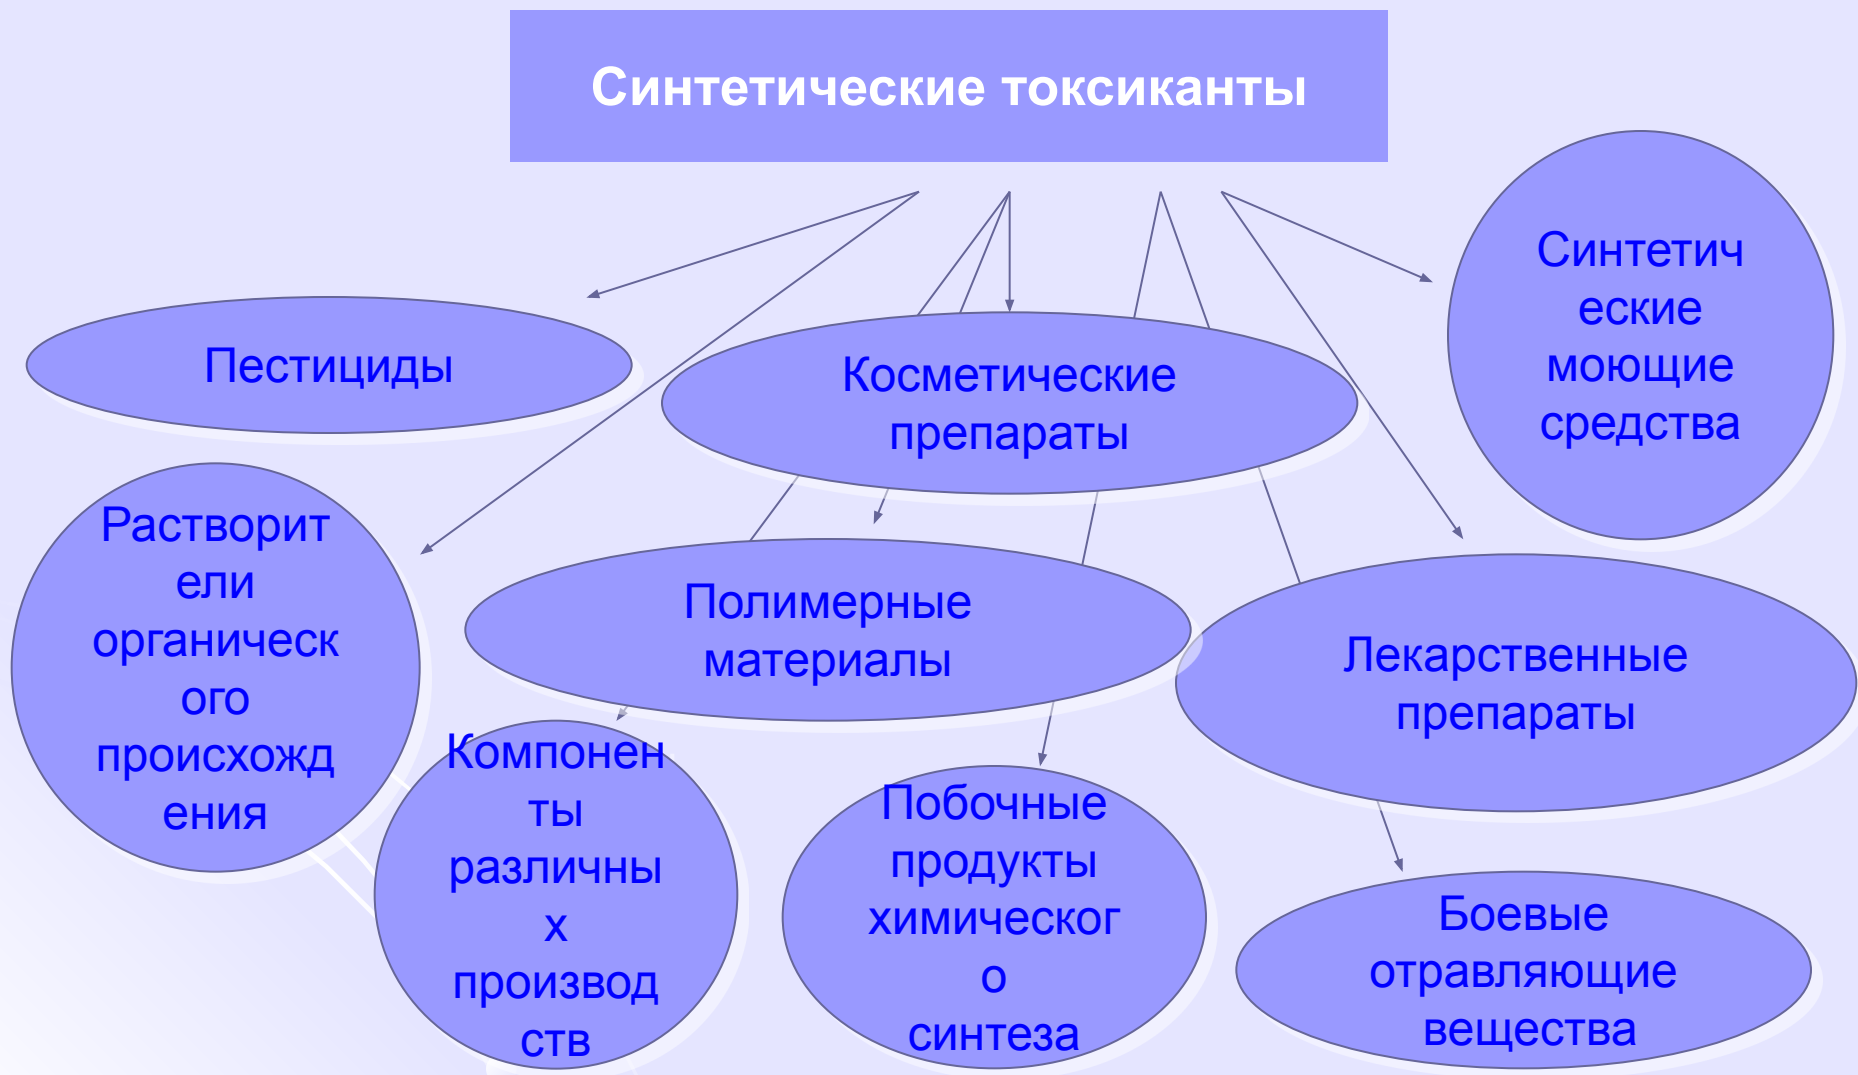 Синтетические токсиканты
Синтетич
еские
моющие
средства
Пестициды
Косметические
препараты
Растворит
ели
органическ
ого
происхожд
ения
Полимерные
материалы
Лекарственные
препараты
Компонен
ты
различны
х
производ
ств
Побочные
продукты
химическог
о
синтеза
Боевые
отравляющие
вещества